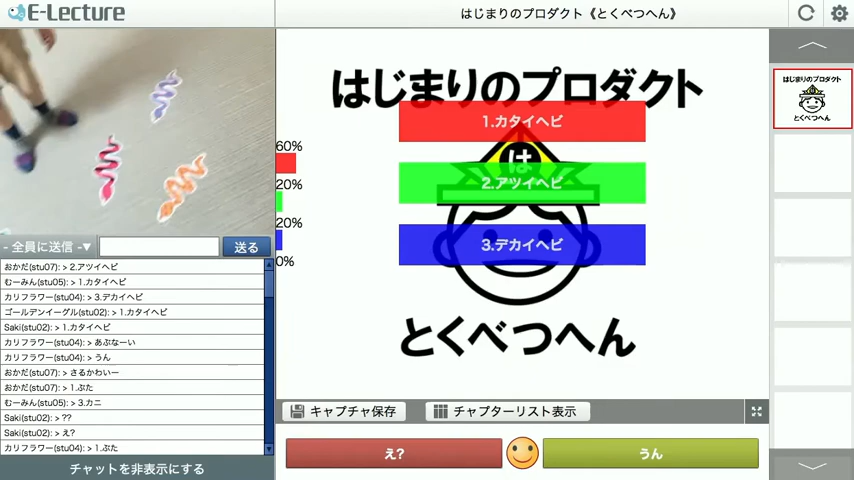 E-Lecture
はじまりのプロダクト《とくべつへん》
- 全員に送信 -▼
送る
おかだ(stu07): > 2.アツイヘビ
むーみん(stu05): > 1.カタイヘビ
カリフラワー(stu04): > 3.デカイヘビ
ゴールデンイーグル(stu02): > 1.カタイヘビ
Saki(stu02): > 1.カタイヘビ
カリフラワー(stu04): > あぶなーい
カリフラワー(stu04): > うん
おかだ(stu07): > さるかわいー
おかだ(stu07): > 1.ぶた
むーみん(stu05): > 3.カニ
Saki(stu02): > ??
Saki(stu02): > え?
カリフラワー(stu04): > 1.ぶた
チャットを非表示にする
60%
20%
20%
0%
はじまりのプロダクト
1.カタイヘビ
は
2.アツイヘビ
3.デカイヘビ
とくべつへん
キャプチャ保存
チャプターリスト表示
え?
うん
はじまりのプロダクト
とくべつへん